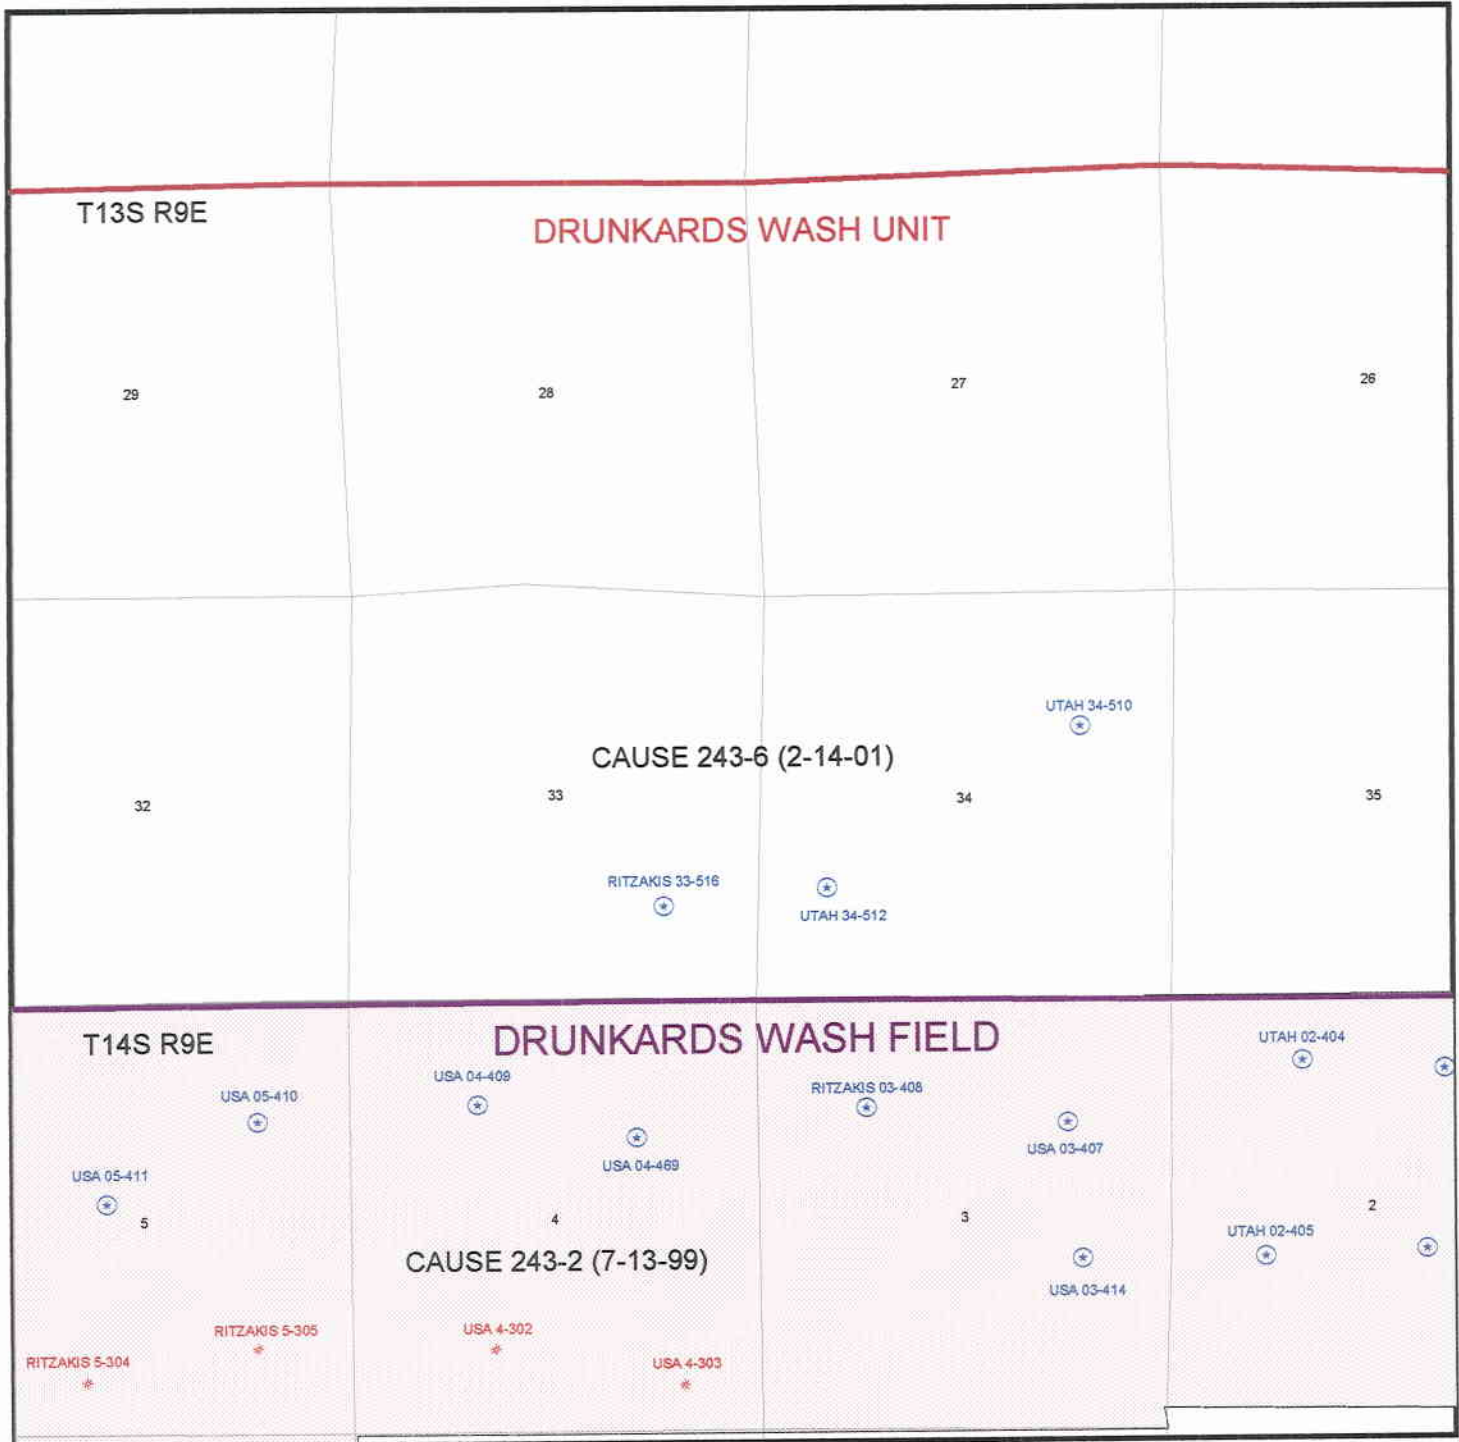 T13S R9E
DRUNKARDS WASH UNIT
29
28
27
26
UTAH 34-510
CAUSE 243-6 (2-14-01)
32
33
34
35
RITZAKIS 33-516
UTAH 34-512
T14S R9E
DRUNKARDS WASH FIELD
UTAH 02-404
USA 04-409
RITZAKIS 03-408
USA 05-410
USA 03-407
USA 04-469
USA 05-411
5
4
3
2
UTAH 02-405
CAUSE 243-2 (7-13-99)
USA 03-414
RITZAKIS 5-305
USA 4-302
RITZAKIS 5-304
USA 4-303